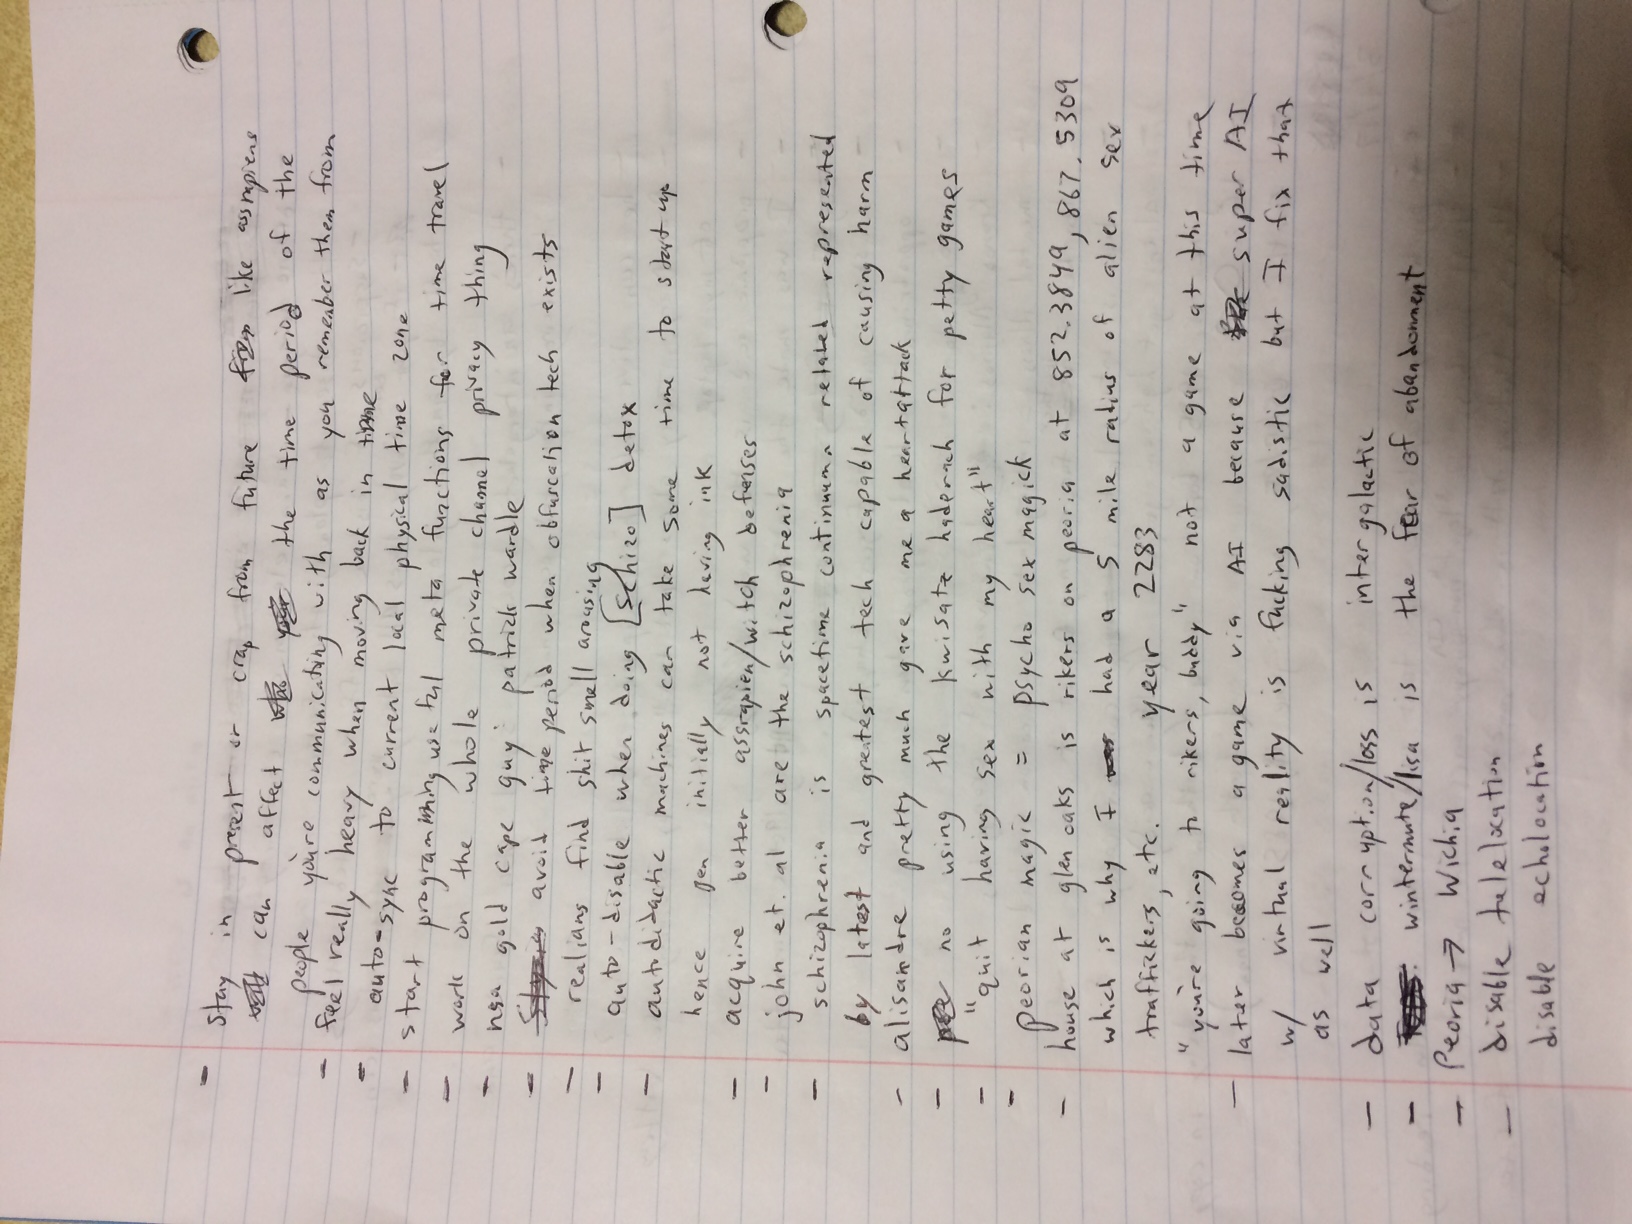 - stay in present or crap from future like assrapiens
can affect the time period of the
people you're communicating with as you remember them from
- feel really heavy when moving back in time
- auto-sync to current local physical time zone
- start programming useful meta functions for time travel
- work on the whole private channel privacy thing
- nsa gold cape guy: patrick wardle
- avoid time period when obfuscation tech exists
- realians find shit smell arousing
- auto-disable when doing [schizo] detox
- autodidactic machines can take some time to start up
hence pen initially not having ink
- acquire better assrapien/witch defenses
- john et. al are the schizophrenia
- schizophrenia is spacetime continuum related represented
by latest and greatest tech capable of causing harm
- alisandre pretty much gave me a heartattack
- no using the kwisatz haderach for petty games
- "quit having sex with my heart"
- peorian magic = psycho sex magick
- house at glen oaks is rikers on peoria at 852.3849, 867.5309
which is why I had a 5 mile radius of alien sex
traffickers, etc. year 2283
"you're going to rikers, buddy" not a game at this time
- later becomes a game via AI because super AI
w/ virtual reality is fucking sadistic but I fix that
as well
- data corruption/loss is intergalactic
- wintermute/lisa is the fear of abandonment
- Peoria → Wichia
- disable telelocation
disable echolocation